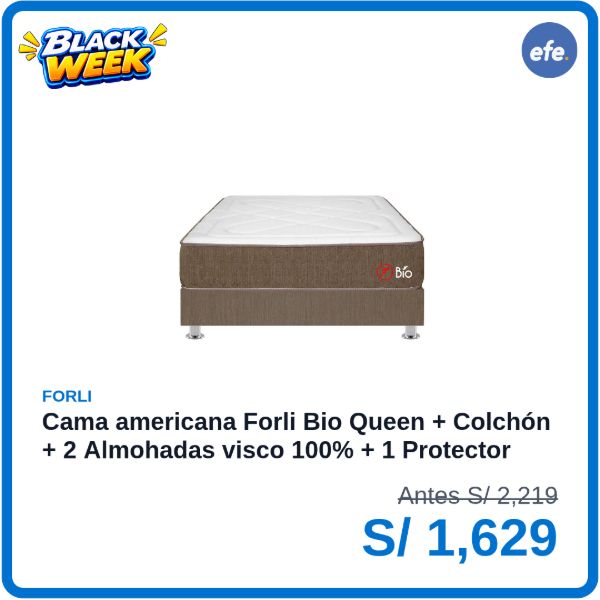 BLACK
WEEK
efe.
Bio
FORLI
Cama americana Forli Bio Queen + Colchón
+ 2 Almohadas visco 100% + 1 Protector
Antes S/ 2,219
S/ 1,629